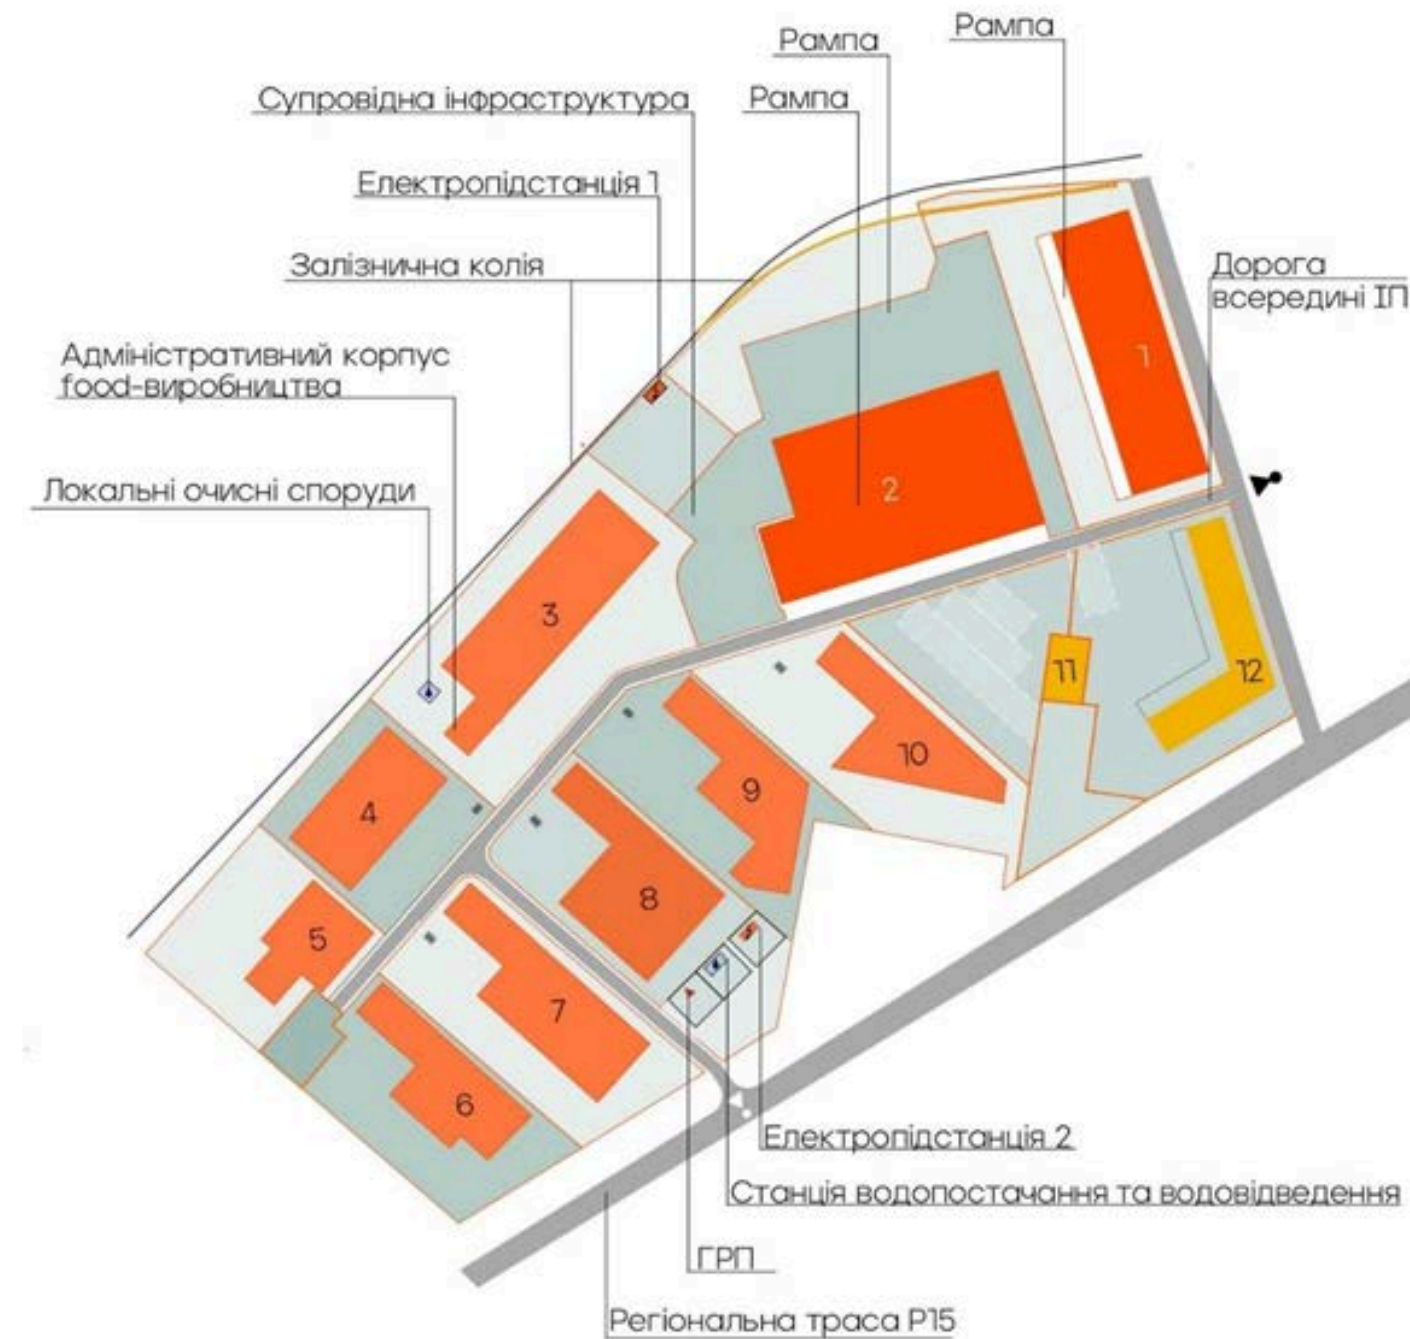 Рампа
Рампа
Супровідна інфраструктура
Рампа
Електропідстанція 1
Залізнична колія
Дорога
всередині ІП
Адміністративний корпус
food-виробництва
Локальні очисні споруди
1
2
3
4
5
6
7
8
9
10
11
12
Електропідстанція 2
Станція водопостачання та водовідведення
ГРП
Регіональна траса Р15